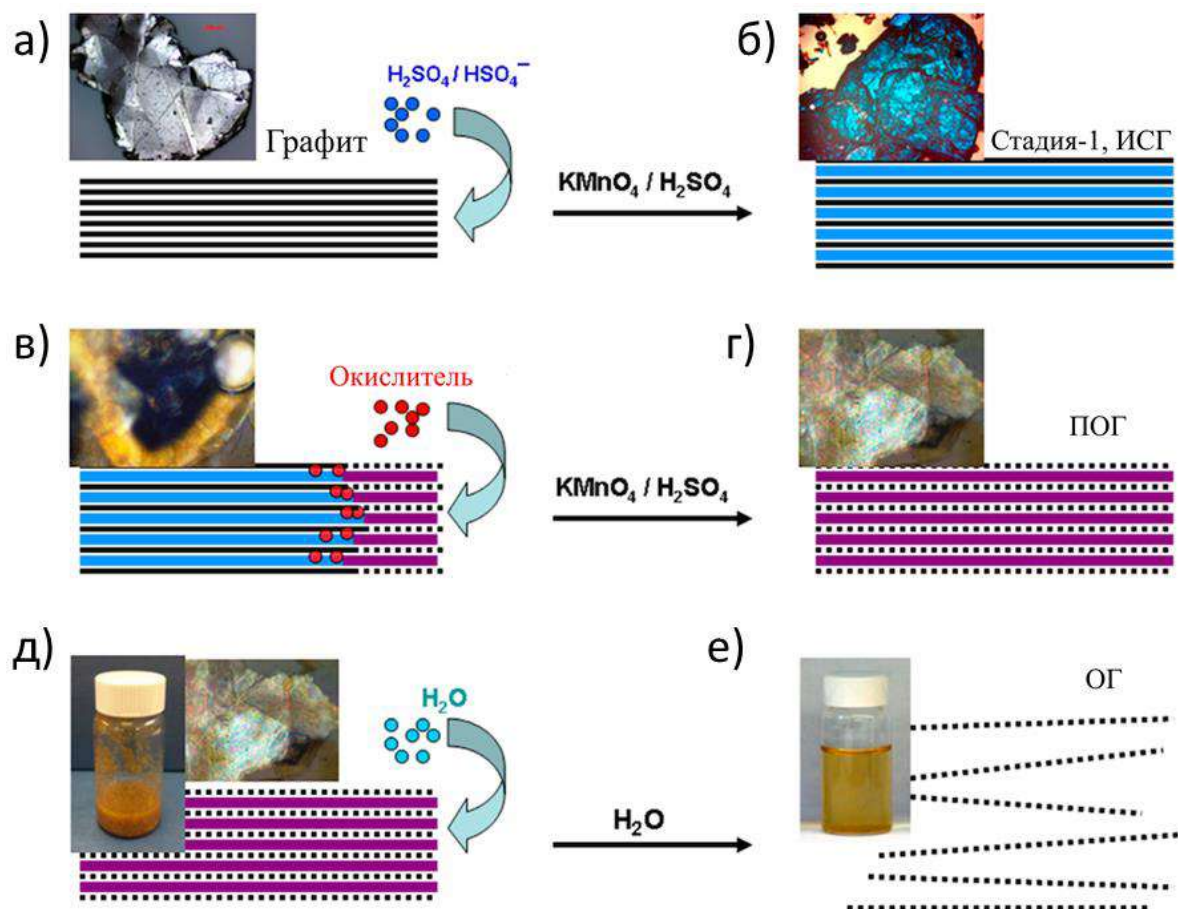 а)
H₂SO₄ / HSO₄⁻
Графит
KMnO₄ / H₂SO₄
б)
Стадия-1, ИСГ
в)
Окислитель
KMnO₄ / H₂SO₄
г)
ПОГ
д)
H₂O
H₂O
е)
ОГ